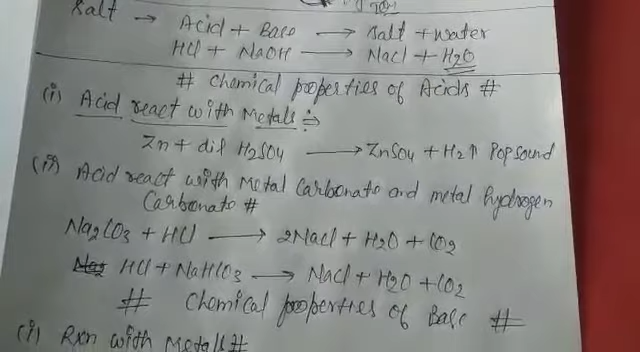 Salt → Acid + Base → Salt + water
HCl + NaOH → NaCl + H2O
# Chemical properties of Acids #
(i) Acid react with Metals ⇒
Zn + dil H2SO4 → ZnSO4 + H2↑ Pop sound
(ii) Acid react with Metal Carbonate and metal hydrogen
Carbonate #
Na2CO3 + HCl → 2NaCl + H2O + CO2
HCl + NaHCO3 → NaCl + H2O + CO2
# Chemical properties of Base #
(i) Rxn with Metals #